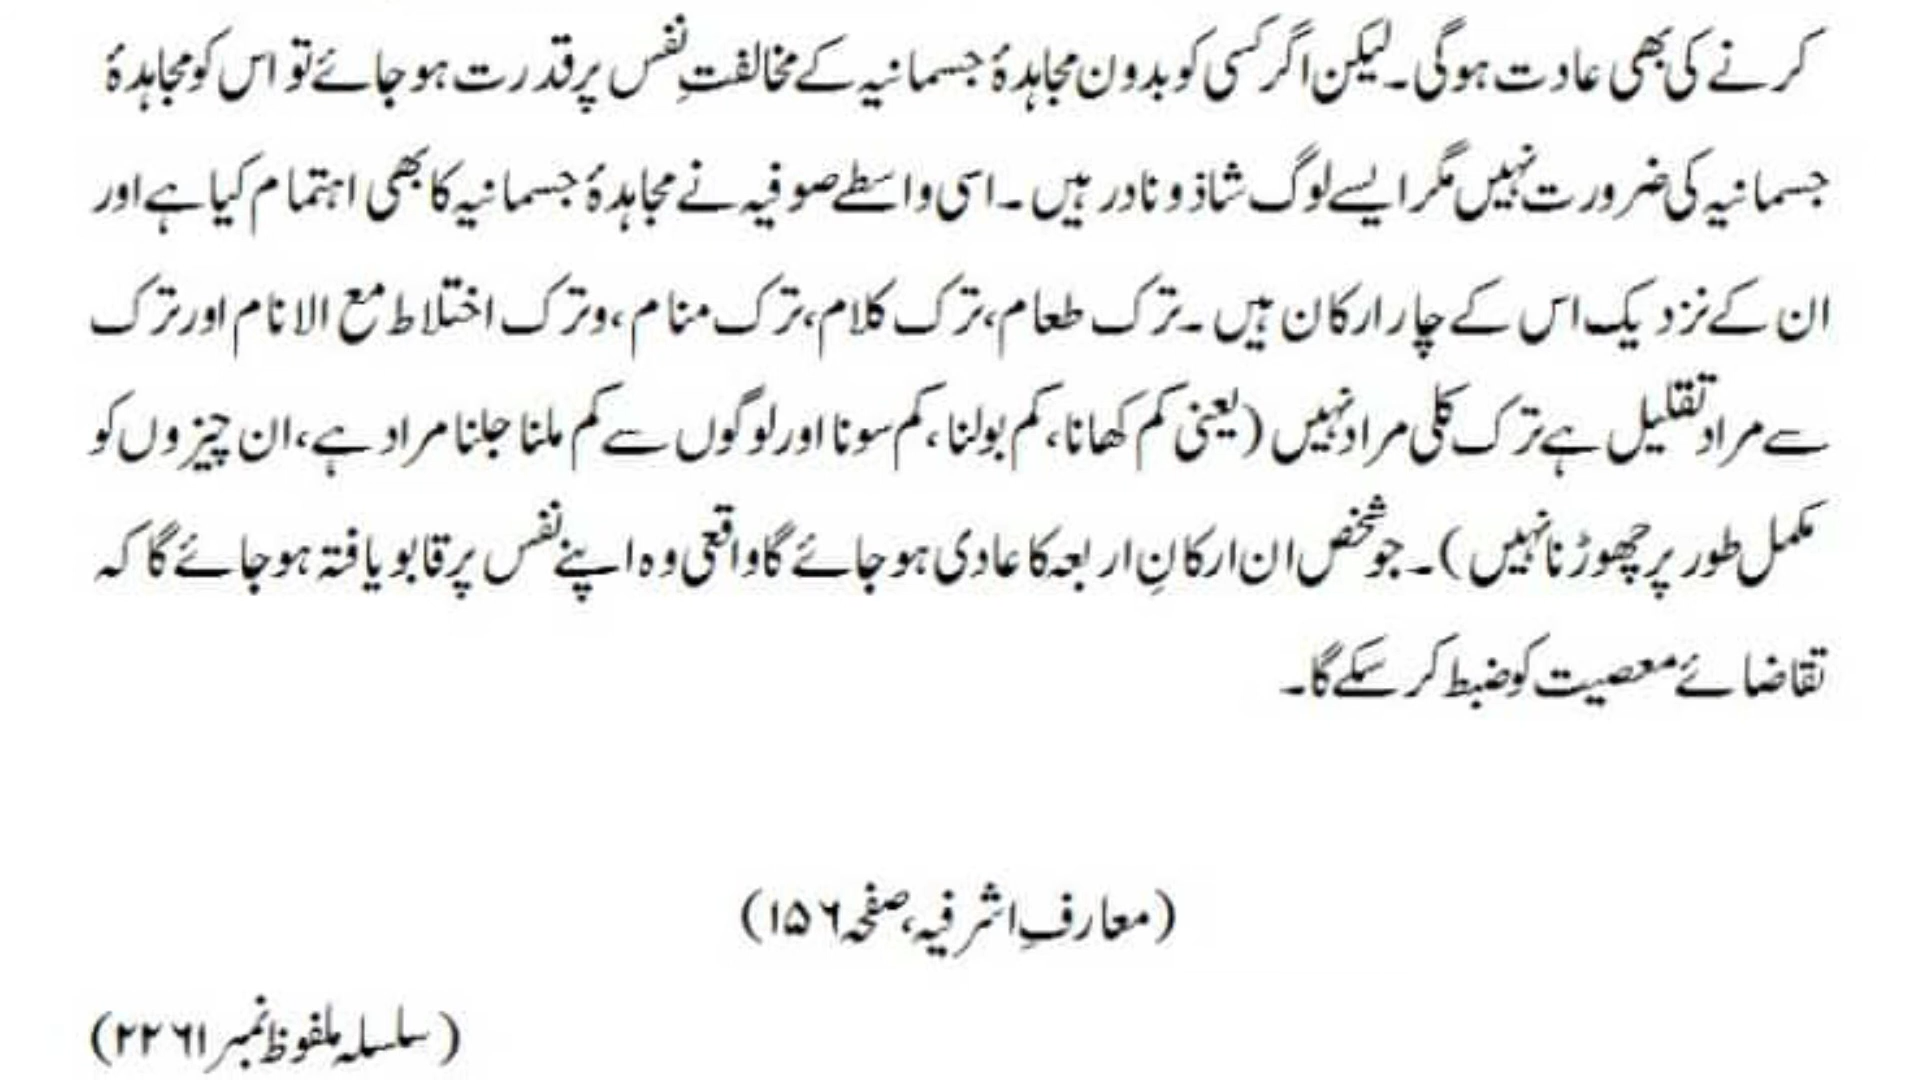 کرنے کی بھی عادت ہوگی۔ لیکن اگر کسی کو بدون مجاہدۂ جسمانیہ کے مخالفتِ نفس پر قدرت ہو جائے تو اس کو مجاہدۂ
جسمانیہ کی ضرورت نہیں مگر ایسے لوگ شاذ و نادر ہیں۔ اسی واسطے صوفیہ نے مجاہدۂ جسمانیہ کا بھی اہتمام کیا ہے اور
ان کے نزدیک اس کے چار ارکان ہیں۔ ترک طعام، ترک کلام، ترک منام، وترک اختلاط مع الانام اور ترک
سے مراد تقلیل ہے ترک کلی مراد نہیں (یعنی کم کھانا، کم بولنا، کم سونا اور لوگوں سے کم ملنا جلنا مراد ہے، ان چیزوں کو
مکمل طور پر چھوڑنا نہیں)۔ جو شخص ان ارکانِ اربعہ کا عادی ہو جائے گا واقعی وہ اپنے نفس پر قابو یافتہ ہو جائے گا کہ
تقاضائے معصیت کو ضبط کر سکے گا۔
(معارفِ اشرفیہ، صفحہ ۱۵۶)
(سلسلہ ملفوظ نمبر ۲۲۶۱)